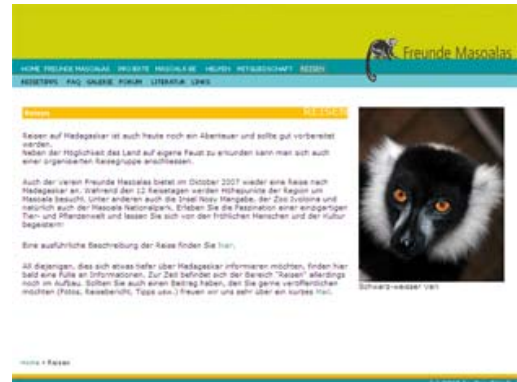 Freunde Masoalas
HOME FREUNDE MASOALAS PROJEKTE MASOALA BE HELFEN MITGLIEDSCHAFT REISEN
REISETIPPS FAQ GALERIE FORUM LITERATUR LINKS
Reisen REISEN
Reisen auf Madagaskar ist auch heute noch ein Abenteuer und sollte gut vorbereitet
werden.
Neben der Möglichkeit das Land auf eigene Faust zu erkunden kann man sich auch
einer organisierten Reisegruppe anschliessen.
Auch der Verein Freunde Masoalas bietet im Oktober 2007 wieder eine Reise nach
Madagaskar an. Während den 12 Reisetagen werden Höhepunkte der Region um
Masoala besucht. Unter anderen auch die Insel Nosy Mangabe, der Zoo Ivoloina und
natürlich auch der Masoala Nationalpark. Erleben Sie die Faszination einer einzigartigen
Tier- und Pflanzenwelt und lassen Sie sich von den fröhlichen Menschen und der Kultur
begeistern!
Eine ausführliche Beschreibung der Reise finden Sie hier.
All diejenigen, dies sich etwas tiefer über Madagaskar informieren möchten, finden hier
bald eine Fülle an Informationen. Zur Zeit befindet sich der Bereich "Reisen" allerdings
noch im Aufbau. Sollten Sie auch einen Beitrag haben, den Sie gerne veröffentlichen
möchten (Fotos, Reisebericht, Tipps usw.) freuen wir uns sehr über ein kurzes Mail.
Schwarz-weisser Vari
Home > Reisen